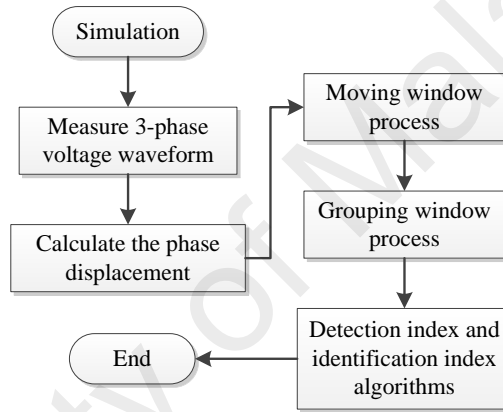 Simulation
Measure 3-phase
voltage waveform
Calculate the phase
displacement
Moving window
process
Grouping window
process
Detection index and
identification index
algorithms
End